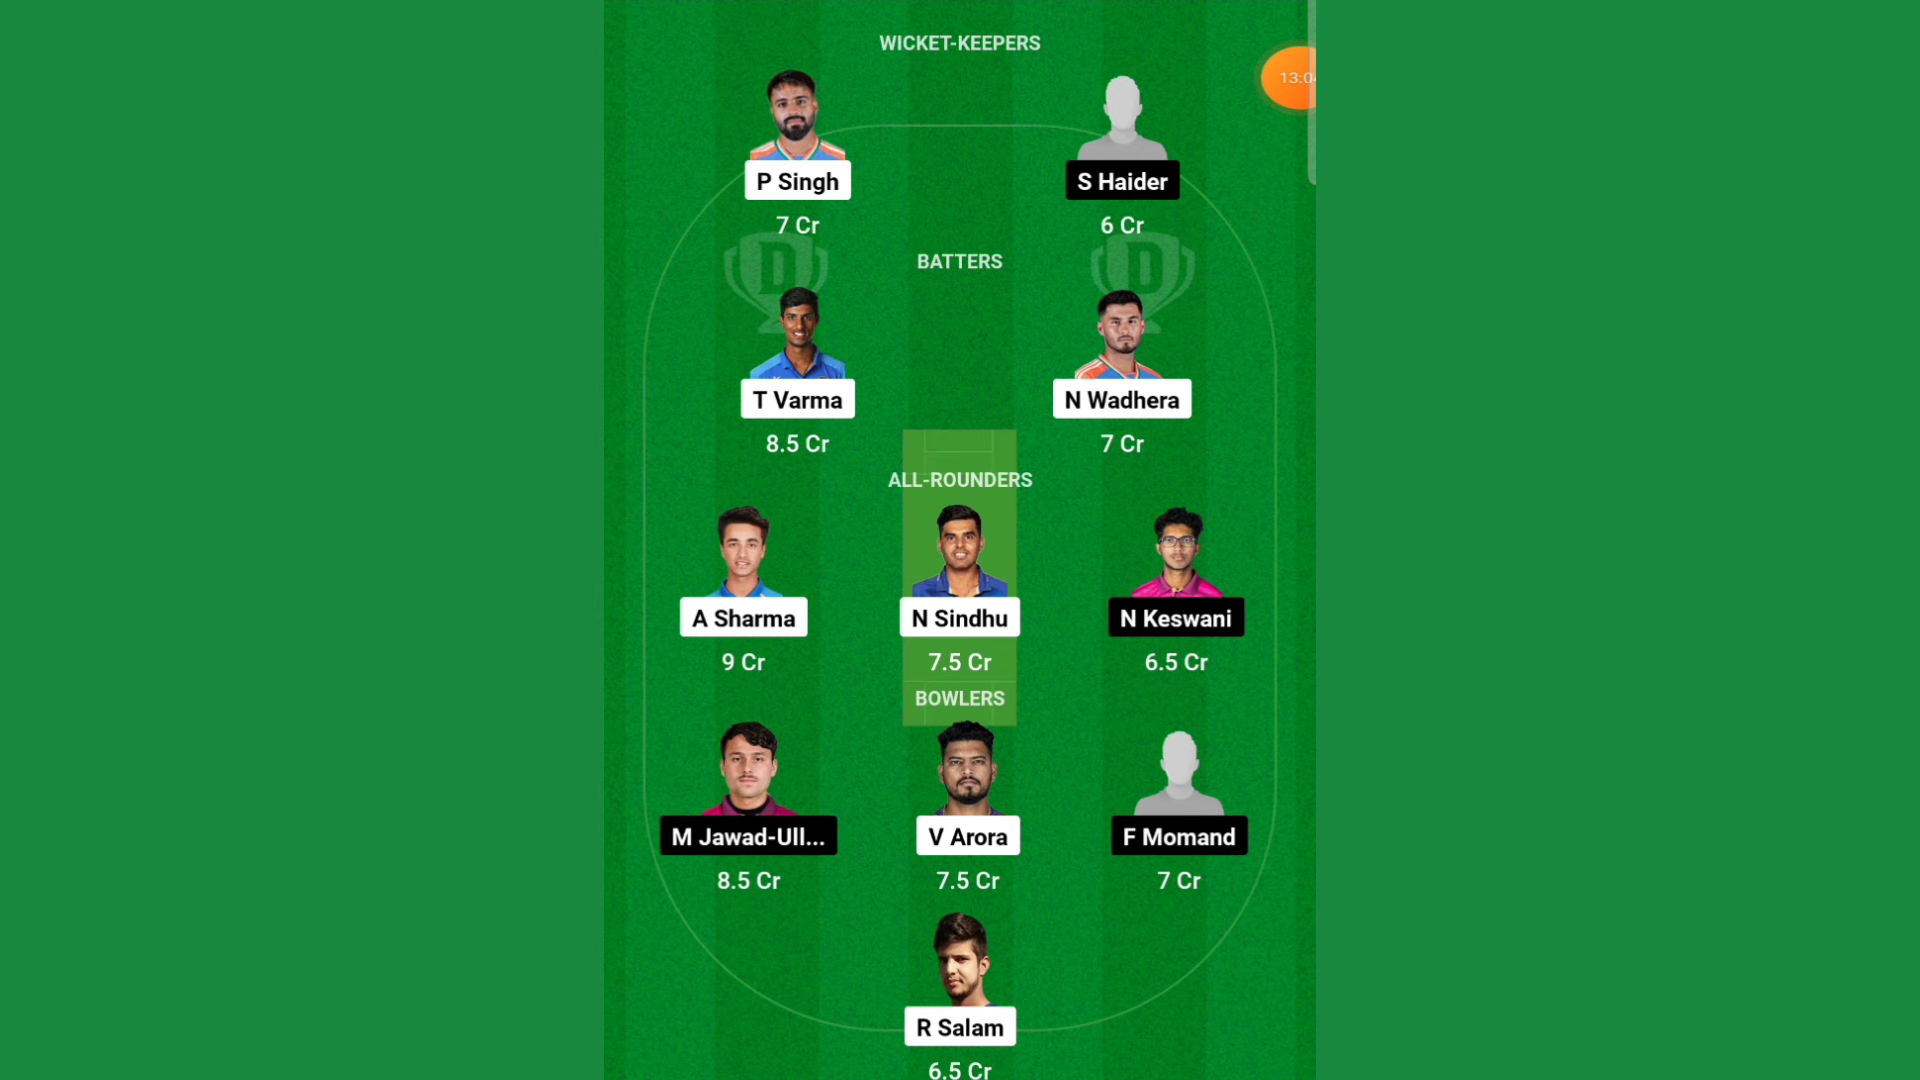 WICKET-KEEPERS
P Singh
S Haider
7 Cr
6 Cr
BATTERS
T Varma
N Wadhera
8.5 Cr
7 Cr
ALL-ROUNDERS
A Sharma
N Sindhu
N Keswani
9 Cr
7.5 Cr
6.5 Cr
BOWLERS
M Jawad-Ull...
V Arora
F Momand
8.5 Cr
7.5 Cr
7 Cr
R Salam
6.5 Cr